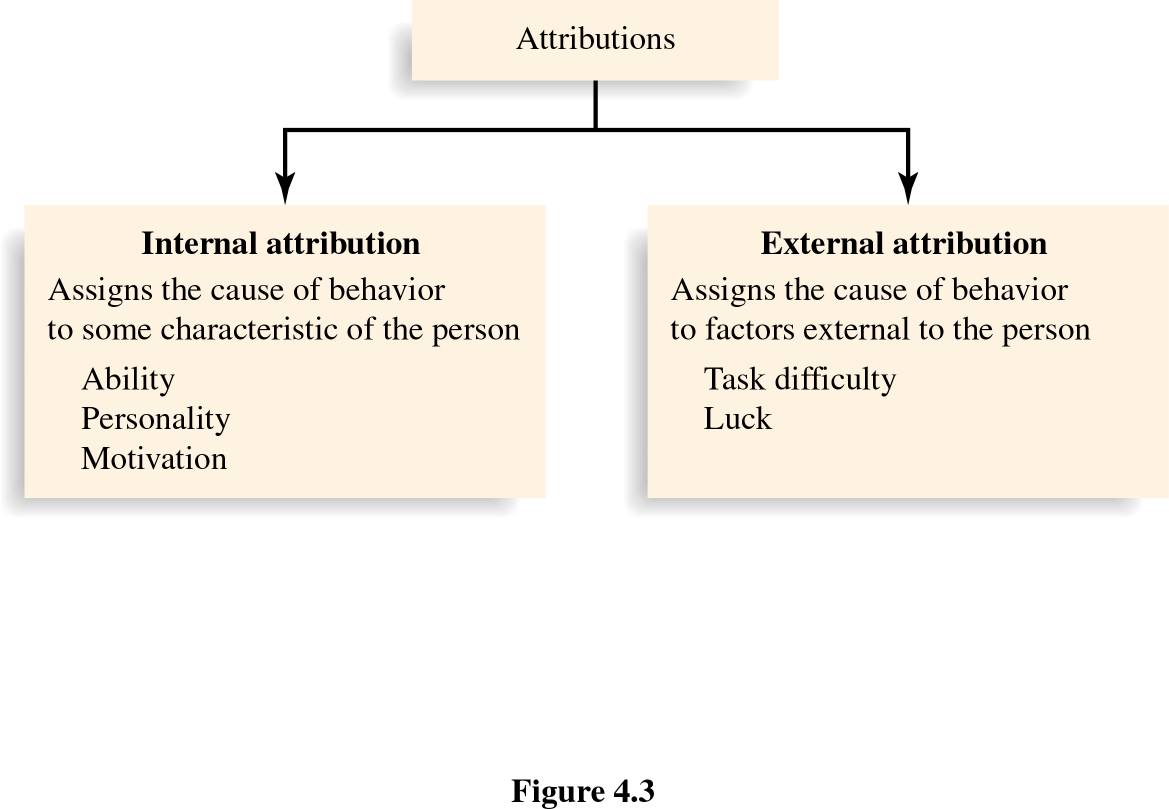 Attributions
Internal attribution
Assigns the cause of behavior
to some characteristic of the person
Ability
Personality
Motivation
External attribution
Assigns the cause of behavior
to factors external to the person
Task difficulty
Luck
Figure 4.3